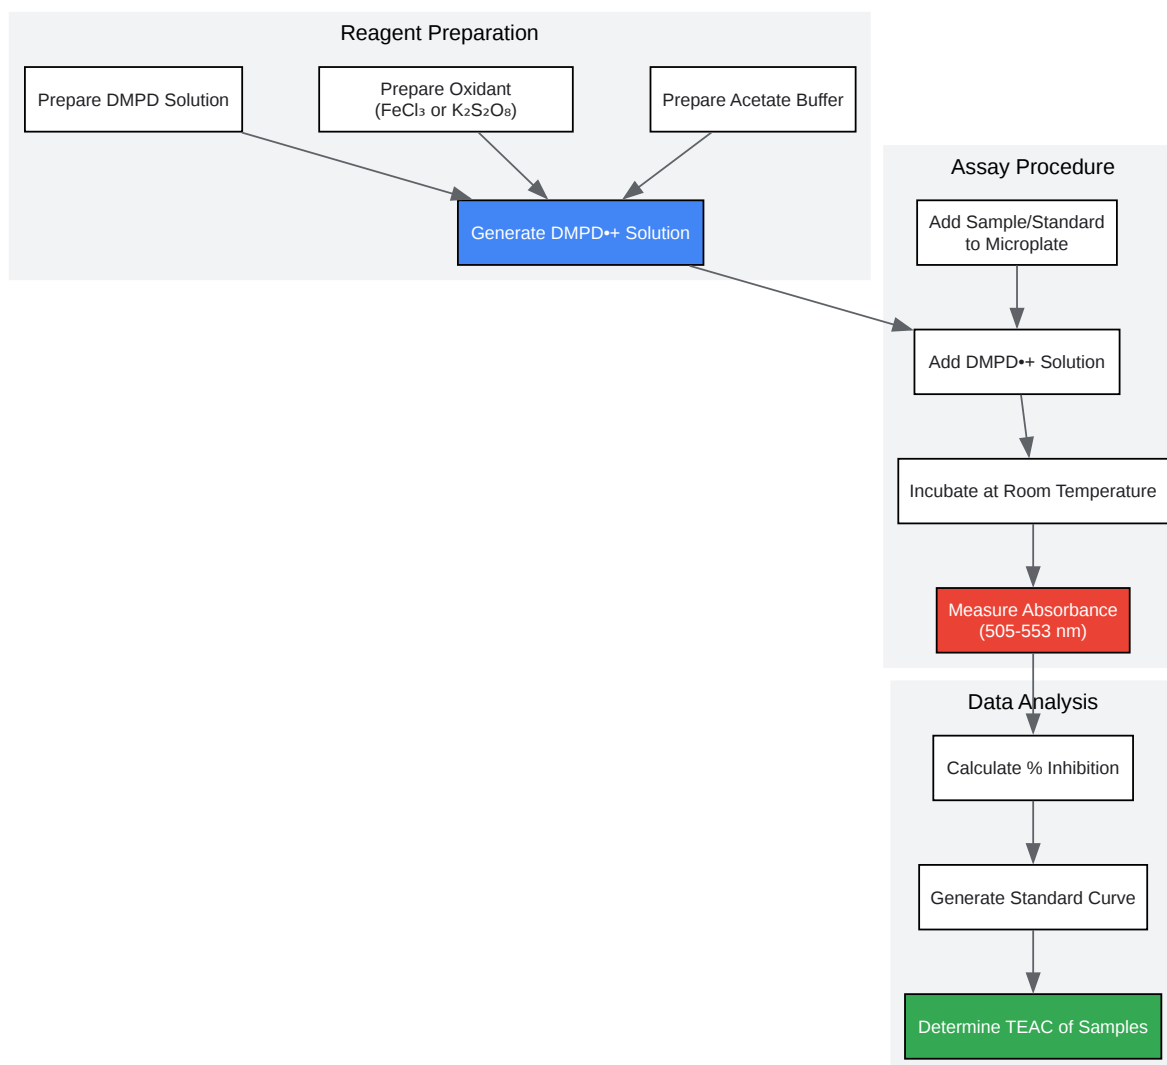 Reagent Preparation
Prepare DMPD Solution
Prepare Oxidant
(FeCl₃ or K₂S₂O₈)
Prepare Acetate Buffer
Generate DMPD•+ Solution
Assay Procedure
Add Sample/Standard
to Microplate
Add DMPD•+ Solution
Incubate at Room Temperature
Measure Absorbance
(505-553 nm)
Data Analysis
Calculate % Inhibition
Generate Standard Curve
Determine TEAC of Samples